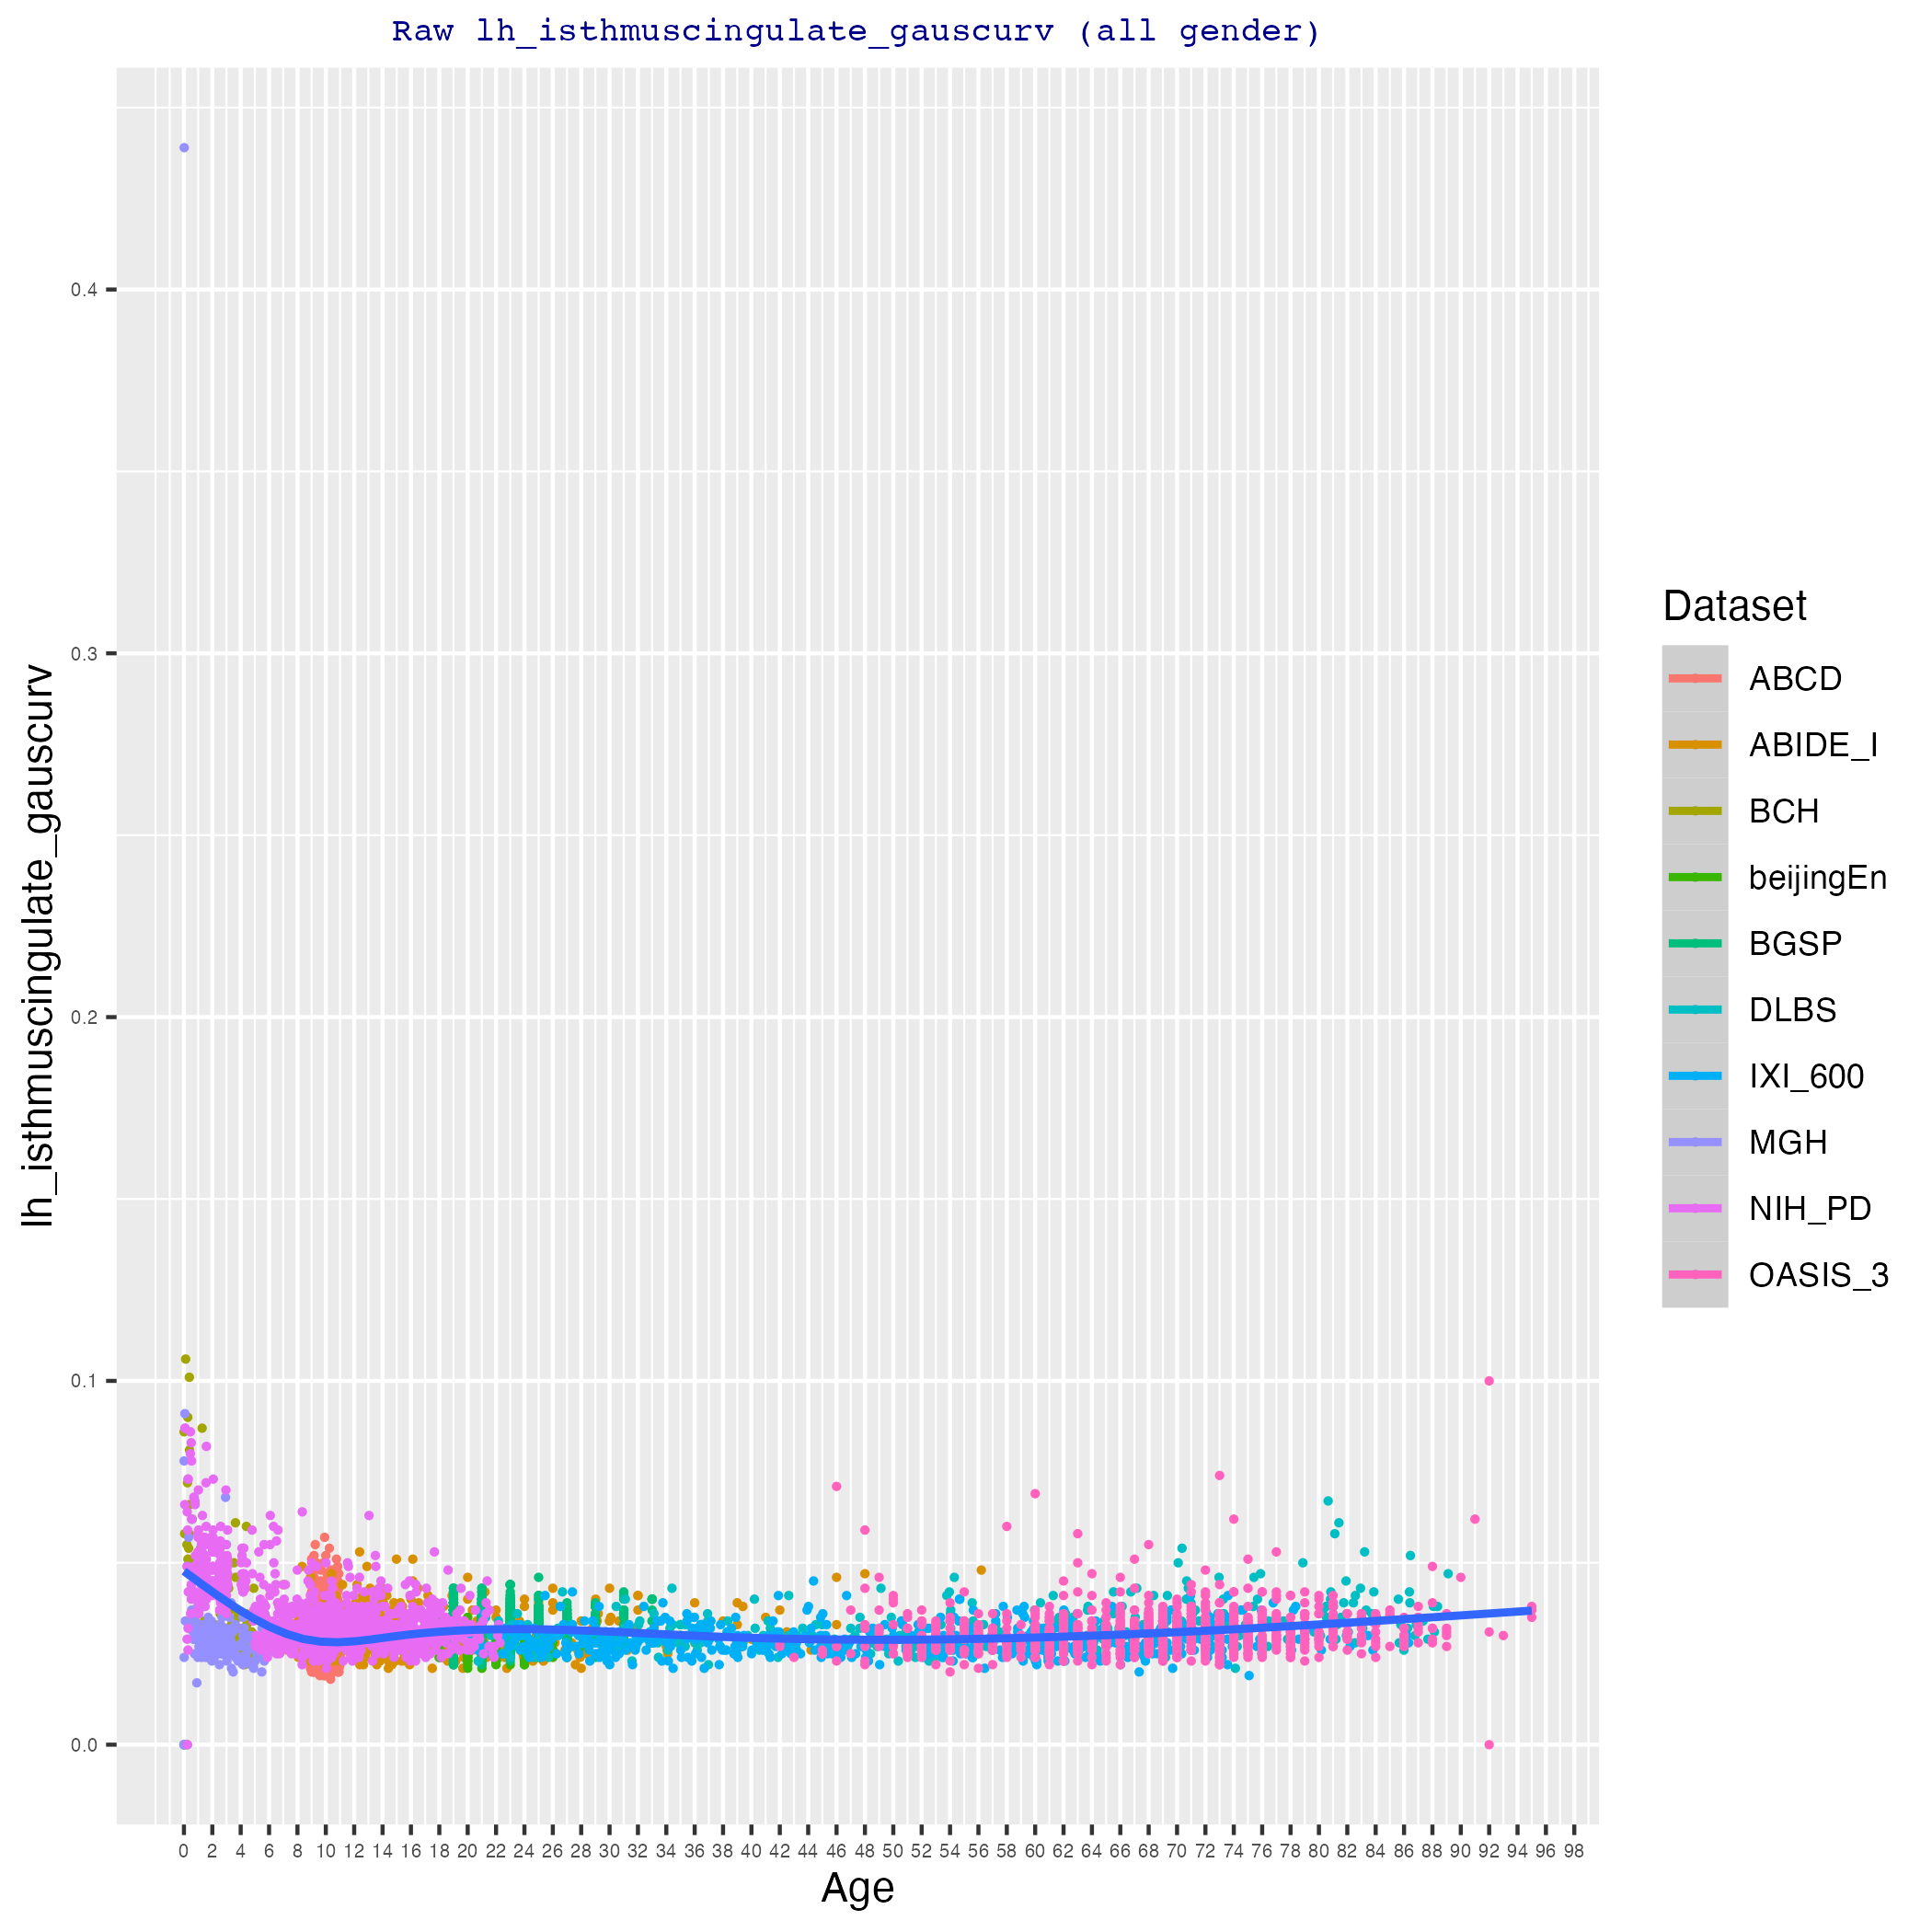 Raw lh_isthmuscingulate_gauscurv (all gender)
lh_isthmuscingulate_gauscurv
0.4
0.3
0.2
0.1
0.0
0 2 4 6 8 10 12 14 16 18 20 22 24 26 28 30 32 34 36 38 40 42 44 46 48 50 52 54 56 58 60 62 64 66 68 70 72 74 76 78 80 82 84 86 88 90 92 94 96 98
Age
Dataset
ABCD
ABIDE_I
BCH
beijingEn
BGSP
DLBS
IXI_600
MGH
NIH_PD
OASIS_3